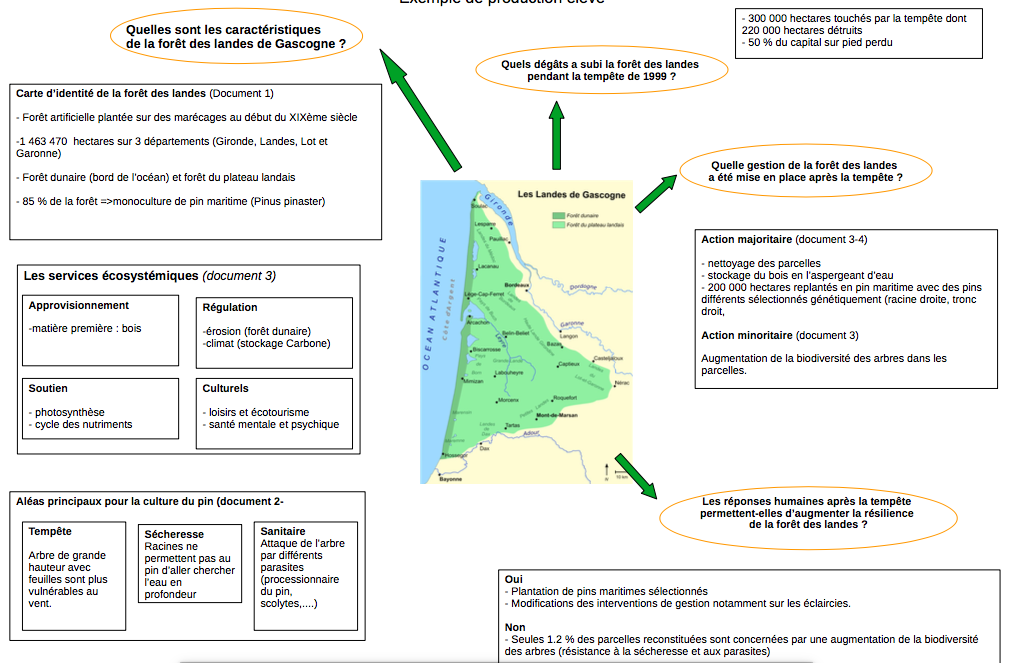 Exemple de production élève
Quelles sont les caractéristiques
de la forêt des landes de Gascogne ?
Quels dégâts a subi la forêt des landes
pendant la tempête de 1999 ?
- 300 000 hectares touchés par la tempête dont
220 000 hectares détruits
- 50 % du capital sur pied perdu
Carte d'identité de la forêt des landes (Document 1)
- Forêt artificielle plantée sur des marécages au début du XIXème siècle
-1 463 470 hectares sur 3 départements (Gironde, Landes, Lot et
Garonne)
- Forêt dunaire (bord de l'océan) et forêt du plateau landais
- 85 % de la forêt =>monoculture de pin maritime (Pinus pinaster)
Quelle gestion de la forêt des landes
a été mise en place après la tempête ?
Les Landes de Gascogne
Forêt dunaire
Forêt du plateau landais
OCEAN ATLANTIQUE
Côte d'Argent
Gironde
Soulac
Lesparre
Pauillac
Lacanau
Bordeaux
Dordogne
Lège-Cap-Ferret
Arcachon
Garonne
Langon
Belin-Beliet
Leyre
Bazas
Biscarrosse
Casteljaloux
Captieux
Labouheyre
Mimizan
Nérac
Morcenx
Roquefort
Mont-de-Marsan
Tartas
Adour
Dax
Hossegor
Bayonne
N
10 km
Action majoritaire (document 3-4)
- nettoyage des parcelles
- stockage du bois en l'aspergeant d'eau
- 200 000 hectares replantés en pin maritime avec des pins
différents sélectionnés génétiquement (racine droite, tronc
droit,
Action minoritaire (document 3)
Augmentation de la biodiversité des arbres dans les
parcelles.
Les services écosystémiques (document 3)
Approvisionnement
-matière première : bois
Régulation
-érosion (forêt dunaire)
-climat (stockage Carbone)
Soutien
- photosynthèse
- cycle des nutriments
Culturels
- loisirs et écotourisme
- santé mentale et psychique
Aléas principaux pour la culture du pin (document 2-
Tempête
Arbre de grande
hauteur avec
feuilles sont plus
vulnérables au
vent.
Sécheresse
Racines ne
permettent pas au
pin d'aller chercher
l'eau en
profondeur
Sanitaire
Attaque de l'arbre
par différents
parasites
(processionnaire
du pin,
scolytes,....)
Les réponses humaines après la tempête
permettent-elles d'augmenter la résilience
de la forêt des landes ?
Oui
- Plantation de pins maritimes sélectionnés
- Modifications des interventions de gestion notamment sur les éclaircies.
Non
- Seules 1.2 % des parcelles reconstituées sont concernées par une augmentation de la biodiversité
des arbres (résistance à la sécheresse et aux parasites)